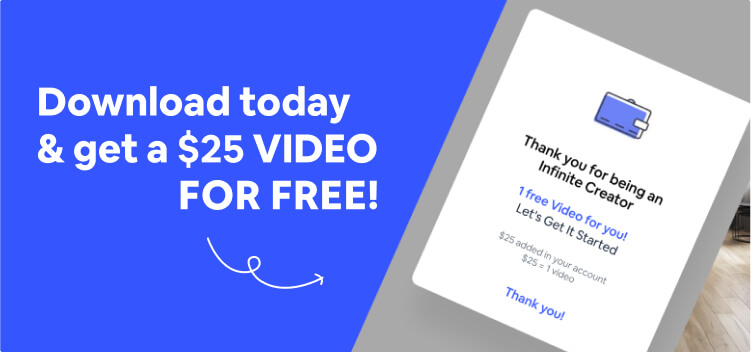 Download today
& get a $25 VIDEO
FOR FREE!
Thank you for being an
Infinite Creator
1 free Video for you!
Let's Get It Started
$25 added in your account
$25 = 1 video
Thank you!